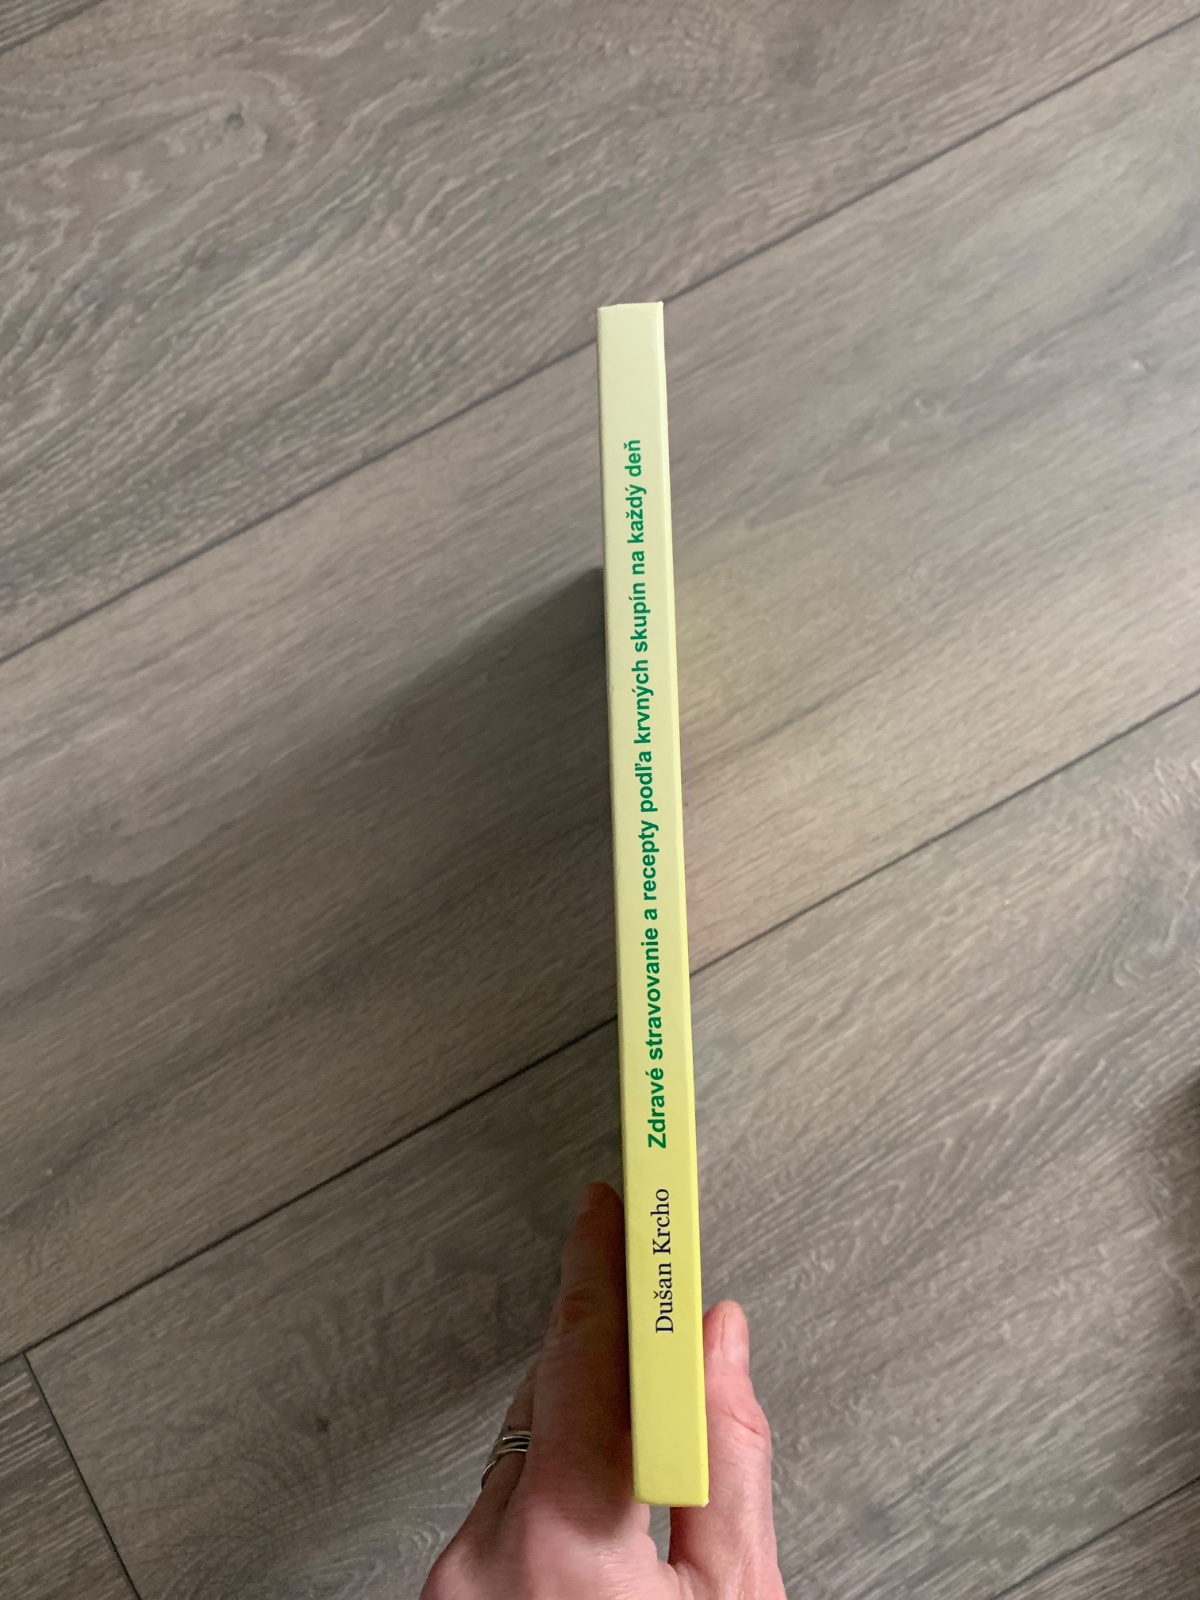 Dušan Krcho Zdravé stravovanie a recepty podľa krvných skupín na každý deň